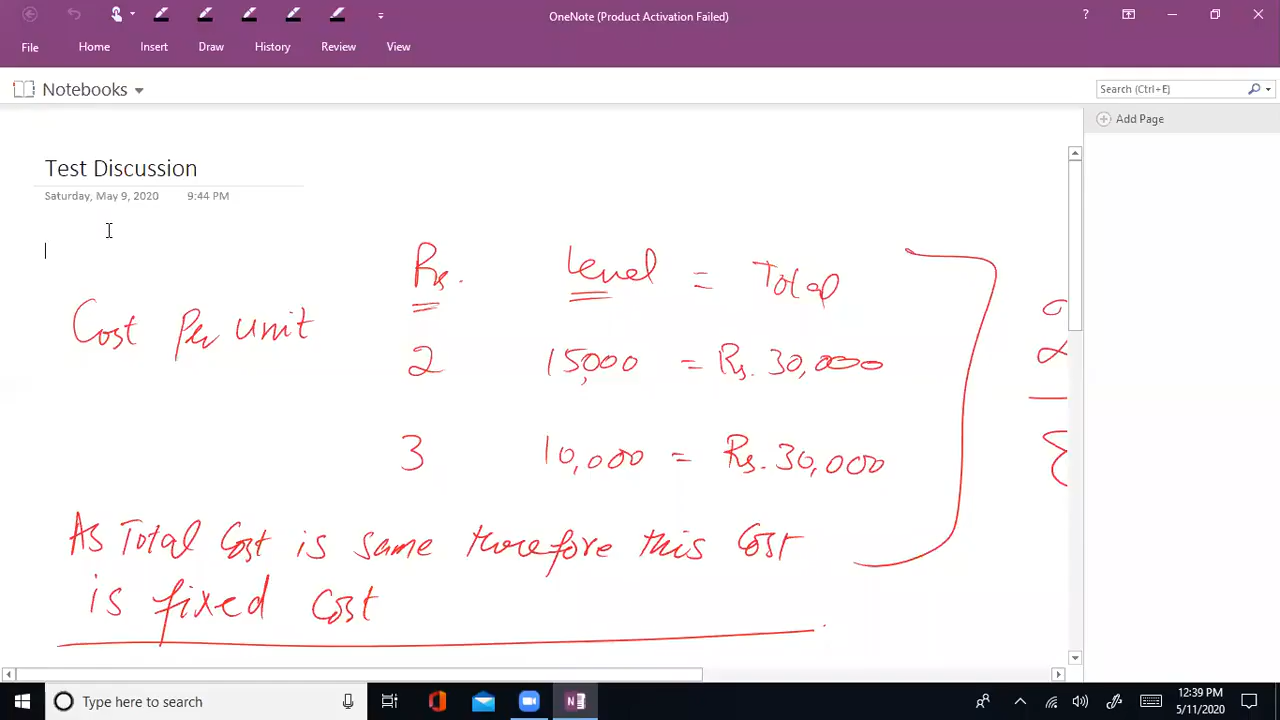 OneNote (Product Activation Failed)
?
File Home Insert Draw History Review View
Notebooks
Search (Ctrl+E)
Add Page
Test Discussion
Saturday, May 9, 2020 9:44 PM
Rs. Level = Total
Cost Per unit
2 15,000 = Rs. 30,000
3 10,000 = Rs. 30,000
As Total Cost is same therefore this Cost
is fixed Cost
Type here to search
12:39 PM
5/11/2020